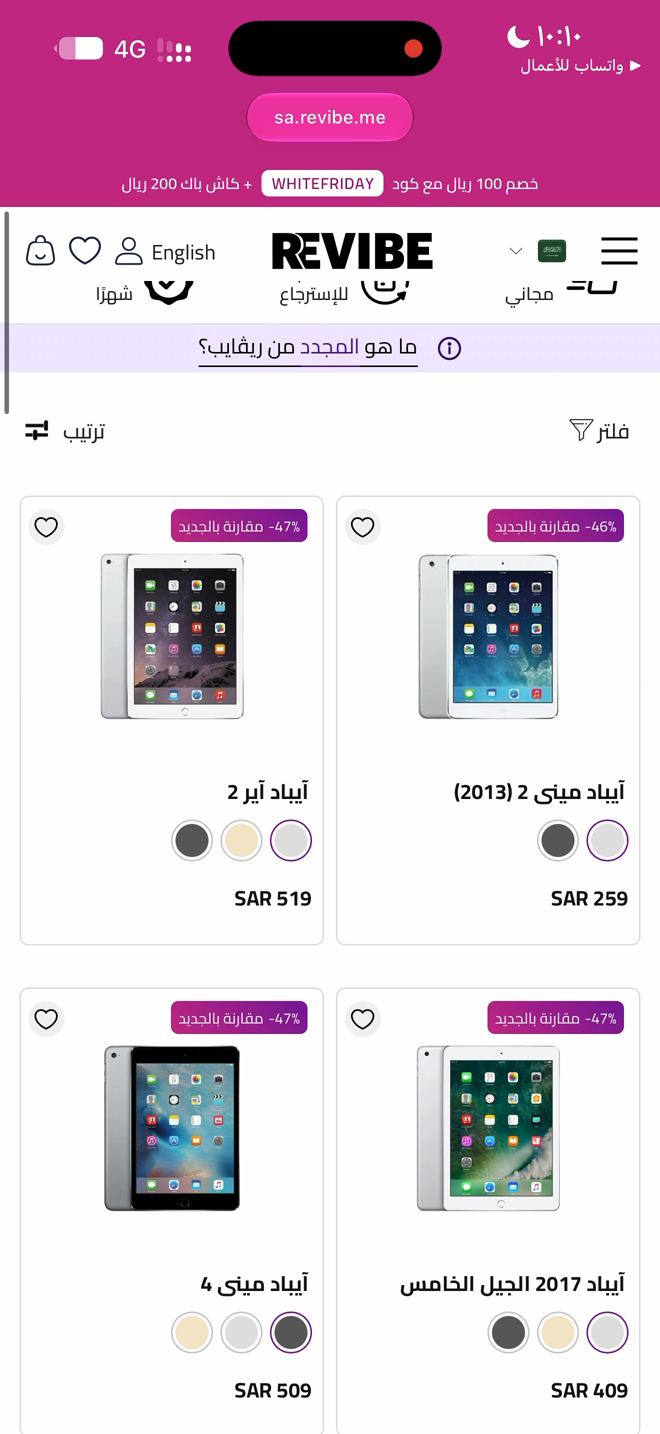 ١٠:١٠
4G
واتساب للأعمال
sa.revibe.me
خصم 100 ريال مع كود WHITEFRIDAY + كاش باك 200 ريال
REVIBE
English
مجاني
للإسترجاع
شهرًا
ما هو المجدد من ريڤايب؟
فلتر
ترتيب
-46% مقارنة بالجديد
آيباد ميني 2 (2013)
SAR 259
-47% مقارنة بالجديد
آيباد آير 2
SAR 519
-47% مقارنة بالجديد
آيباد 2017 الجيل الخامس
SAR 409
-47% مقارنة بالجديد
آيباد ميني 4
SAR 509